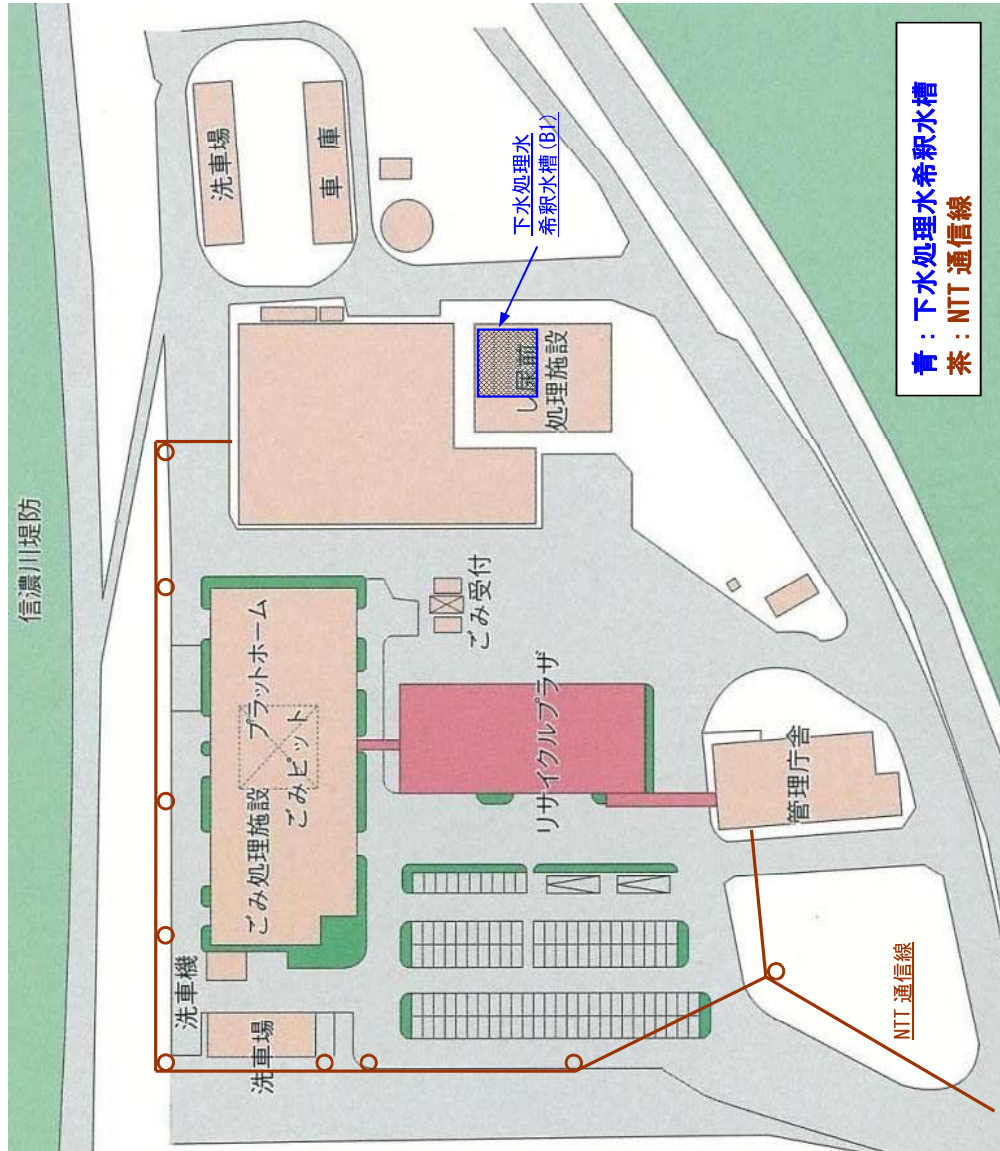 信濃川堤防
洗車場
車庫
下水処理水
希釈水槽(B1)
し尿前
処理施設
ごみ処理施設
プラットホーム
ごみピット
ごみ受付
リサイクルプラザ
管理庁舎
洗車機
洗車場
NTT 通信線
青：下水処理水希釈水槽
茶：NTT 通信線